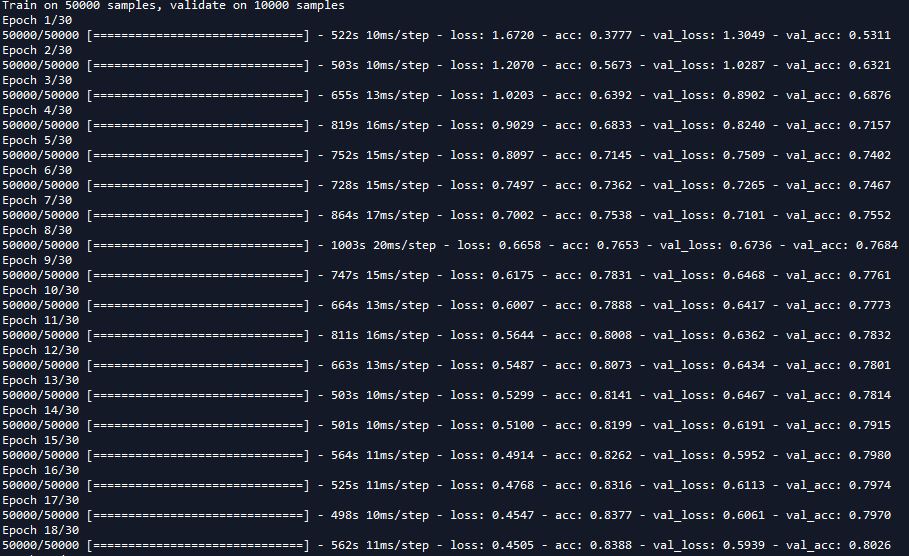 Train on 50000 samples, validate on 10000 samples
Epoch 1/30
50000/50000 [==============================] - 522s 10ms/step - loss: 1.6720 - acc: 0.3777 - val_loss: 1.3049 - val_acc: 0.5311
Epoch 2/30
50000/50000 [==============================] - 503s 10ms/step - loss: 1.2070 - acc: 0.5673 - val_loss: 1.0287 - val_acc: 0.6321
Epoch 3/30
50000/50000 [==============================] - 655s 13ms/step - loss: 1.0203 - acc: 0.6392 - val_loss: 0.8902 - val_acc: 0.6876
Epoch 4/30
50000/50000 [==============================] - 819s 16ms/step - loss: 0.9029 - acc: 0.6833 - val_loss: 0.8240 - val_acc: 0.7157
Epoch 5/30
50000/50000 [==============================] - 752s 15ms/step - loss: 0.8097 - acc: 0.7145 - val_loss: 0.7509 - val_acc: 0.7402
Epoch 6/30
50000/50000 [==============================] - 728s 15ms/step - loss: 0.7497 - acc: 0.7362 - val_loss: 0.7265 - val_acc: 0.7467
Epoch 7/30
50000/50000 [==============================] - 864s 17ms/step - loss: 0.7002 - acc: 0.7538 - val_loss: 0.7101 - val_acc: 0.7552
Epoch 8/30
50000/50000 [==============================] - 1003s 20ms/step - loss: 0.6658 - acc: 0.7653 - val_loss: 0.6736 - val_acc: 0.7684
Epoch 9/30
50000/50000 [==============================] - 747s 15ms/step - loss: 0.6175 - acc: 0.7831 - val_loss: 0.6468 - val_acc: 0.7761
Epoch 10/30
50000/50000 [==============================] - 664s 13ms/step - loss: 0.6007 - acc: 0.7888 - val_loss: 0.6417 - val_acc: 0.7773
Epoch 11/30
50000/50000 [==============================] - 811s 16ms/step - loss: 0.5644 - acc: 0.8008 - val_loss: 0.6362 - val_acc: 0.7832
Epoch 12/30
50000/50000 [==============================] - 663s 13ms/step - loss: 0.5487 - acc: 0.8073 - val_loss: 0.6434 - val_acc: 0.7801
Epoch 13/30
50000/50000 [==============================] - 503s 10ms/step - loss: 0.5299 - acc: 0.8141 - val_loss: 0.6467 - val_acc: 0.7814
Epoch 14/30
50000/50000 [==============================] - 501s 10ms/step - loss: 0.5100 - acc: 0.8199 - val_loss: 0.6191 - val_acc: 0.7915
Epoch 15/30
50000/50000 [==============================] - 564s 11ms/step - loss: 0.4914 - acc: 0.8262 - val_loss: 0.5952 - val_acc: 0.7980
Epoch 16/30
50000/50000 [==============================] - 525s 11ms/step - loss: 0.4768 - acc: 0.8316 - val_loss: 0.6113 - val_acc: 0.7974
Epoch 17/30
50000/50000 [==============================] - 498s 10ms/step - loss: 0.4547 - acc: 0.8377 - val_loss: 0.6061 - val_acc: 0.7970
Epoch 18/30
50000/50000 [==============================] - 562s 11ms/step - loss: 0.4505 - acc: 0.8388 - val_loss: 0.5939 - val_acc: 0.8026